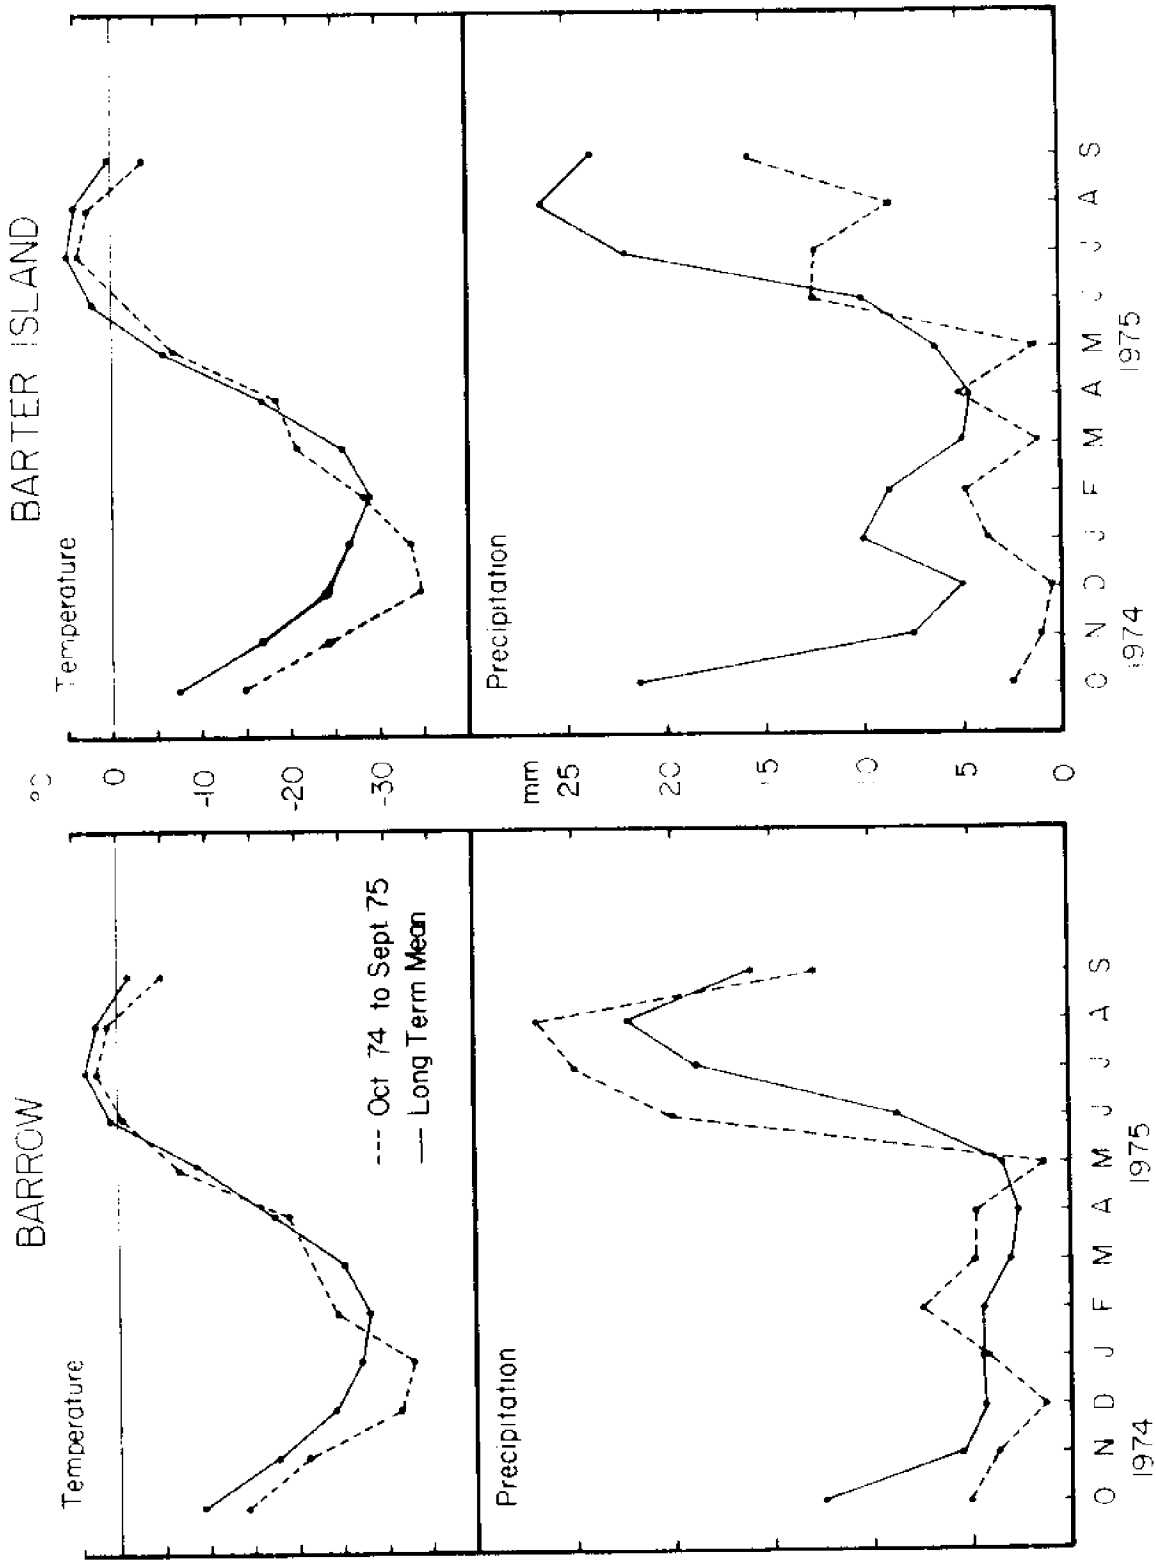 BARROW
Temperature
--- Oct 74 to Sept 75
— Long Term Mean
Precipitation
O N D J F M A M J J A S
1974 1975
°C
0
-10
-20
-30
mm
25
20
15
10
5
0
BARTER ISLAND
Temperature
Precipitation
O N D J F M A M J J A S
1974 1975